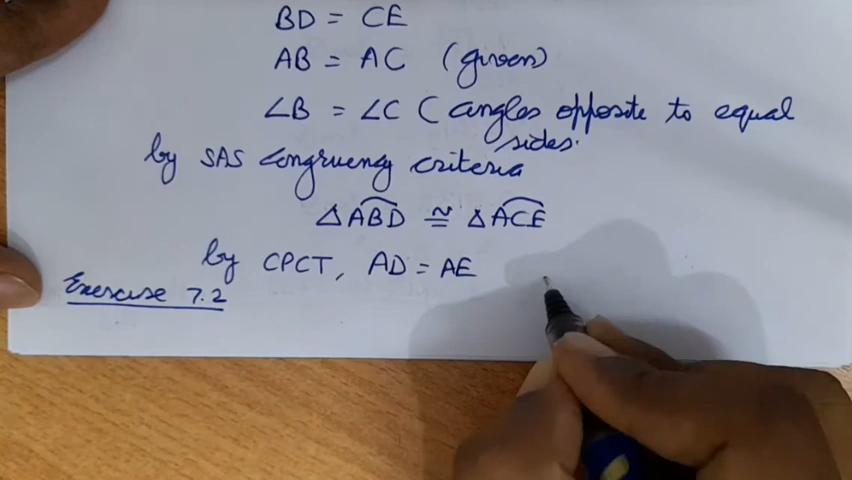 BD = CE
AB = AC (given)
∠B = ∠C (angles opposite to equal
sides.
by SAS congruency criteria
△ABD ≅ △ACE
by CPCT, AD = AE
Exercise 7.2